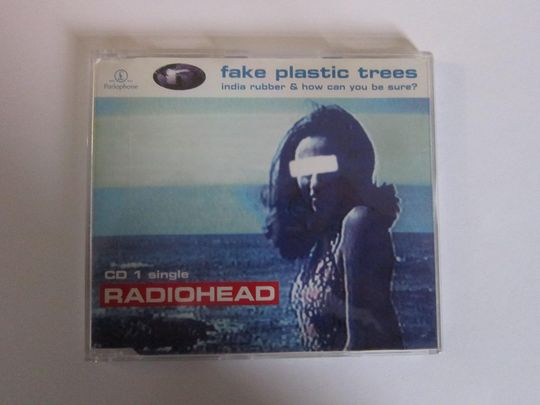 Parlophone
fake plastic trees
india rubber & how can you be sure?
CD 1 single
RADIOHEAD